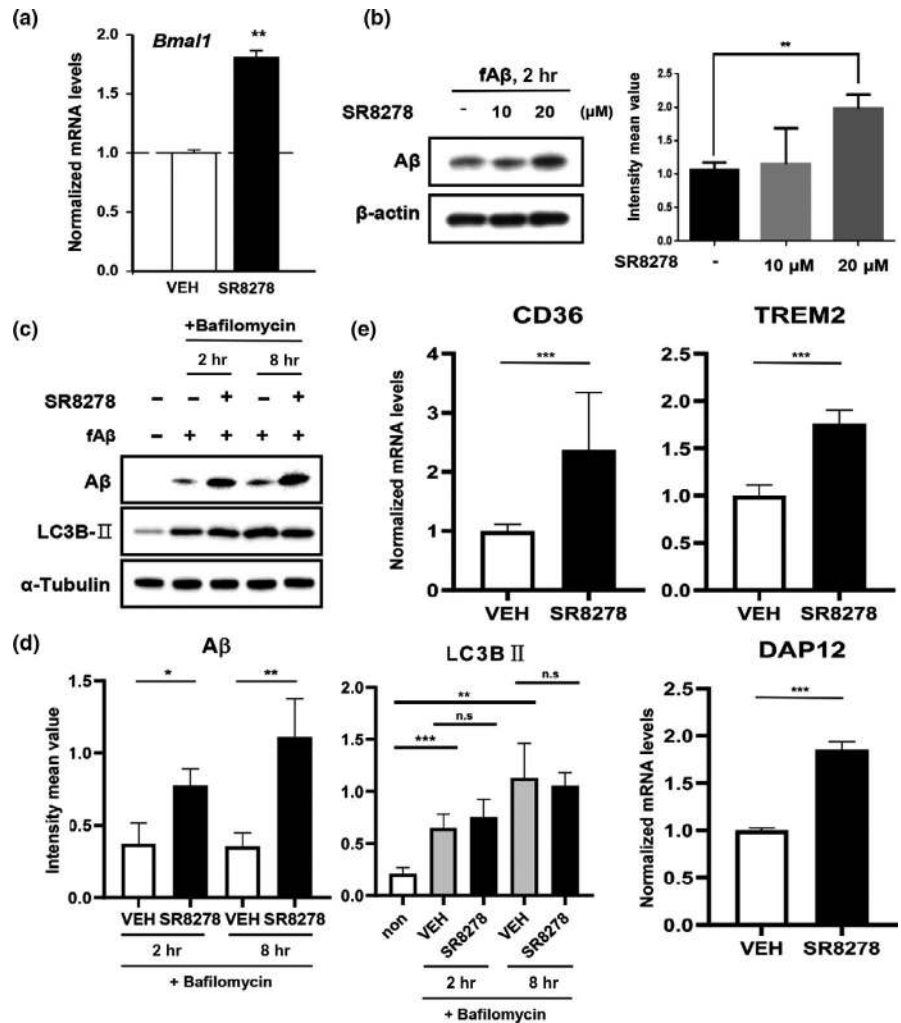 (a)
Bmal1
**
Normalized mRNA levels
2.0
1.5
1.0
0.5
0.0
VEH SR8278
(b)
fAβ, 2 hr
SR8278 - 10 20 (μM)
Aβ
β-actin
**
Intensity mean value
2.5
2.0
1.5
1.0
0.5
0.0
SR8278 - 10 μM 20 μM
(c)
+Bafilomycin
2 hr 8 hr
SR8278 – – + – +
fAβ – + + + +
Aβ
LC3B-Ⅱ
α-Tubulin
(d)
Aβ
Intensity mean value
1.5
1.0
0.5
0.0
* **
VEH SR8278 VEH SR8278
2 hr 8 hr
+ Bafilomycin
LC3B Ⅱ
2.0
1.5
1.0
0.5
0.0
n.s
**
n.s
***
non VEH SR8278 VEH SR8278
2 hr 8 hr
+ Bafilomycin
(e)
CD36
Normalized mRNA levels
4
3
2
1
0
***
VEH SR8278
TREM2
2.5
2.0
1.5
1.0
0.5
0.0
***
VEH SR8278
DAP12
Normalized mRNA levels
2.5
2.0
1.5
1.0
0.5
0.0
***
VEH SR8278